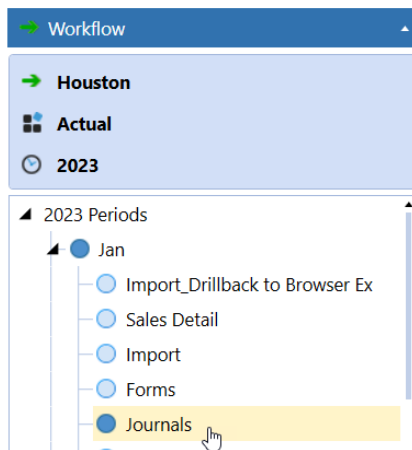 Workflow
Houston
Actual
2023
2023 Periods
Jan
Import_Drillback to Browser Ex
Sales Detail
Import
Forms
Journals